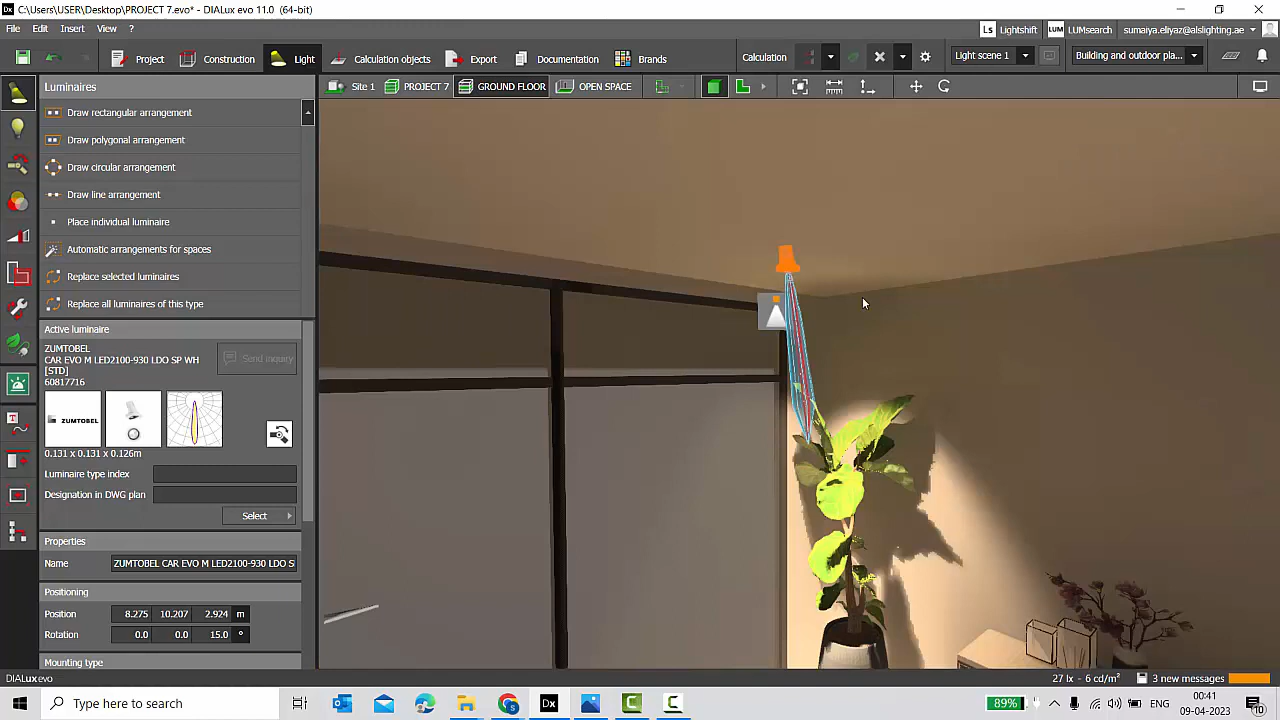 C:\Users\USER\Desktop\PROJECT 7.evo* - DIALux evo 11.0 (64-bit)
File Edit Insert View ?
Ls Lightshift LUM LUMsearch sumaiya.eliyaz@alslighting.ae
Project Construction Light Calculation objects Export Documentation Brands Calculation Light scene 1 Building and outdoor pla...
Luminaires
Site 1 PROJECT 7 GROUND FLOOR OPEN SPACE
Draw rectangular arrangement
Draw polygonal arrangement
Draw circular arrangement
Draw line arrangement
Place individual luminaire
Automatic arrangements for spaces
Replace selected luminaires
Replace all luminaires of this type
Active luminaire
ZUMTOBEL
CAR EVO M LED2100-930 LDO SP WH
[STD]
60817716
Send inquiry
ZUMTOBEL
0.131 x 0.131 x 0.126m
Luminaire type index
Designation in DWG plan
Select
Properties
Name ZUMTOBEL CAR EVO M LED2100-930 LDO S
Positioning
Position 8.275 10.207 2.924 m
Rotation 0.0 0.0 15.0 °
Mounting type
DIALux evo 27 lx - 6 cd/m² 3 new messages
Type here to search 89% ENG 00:41
09-04-2023